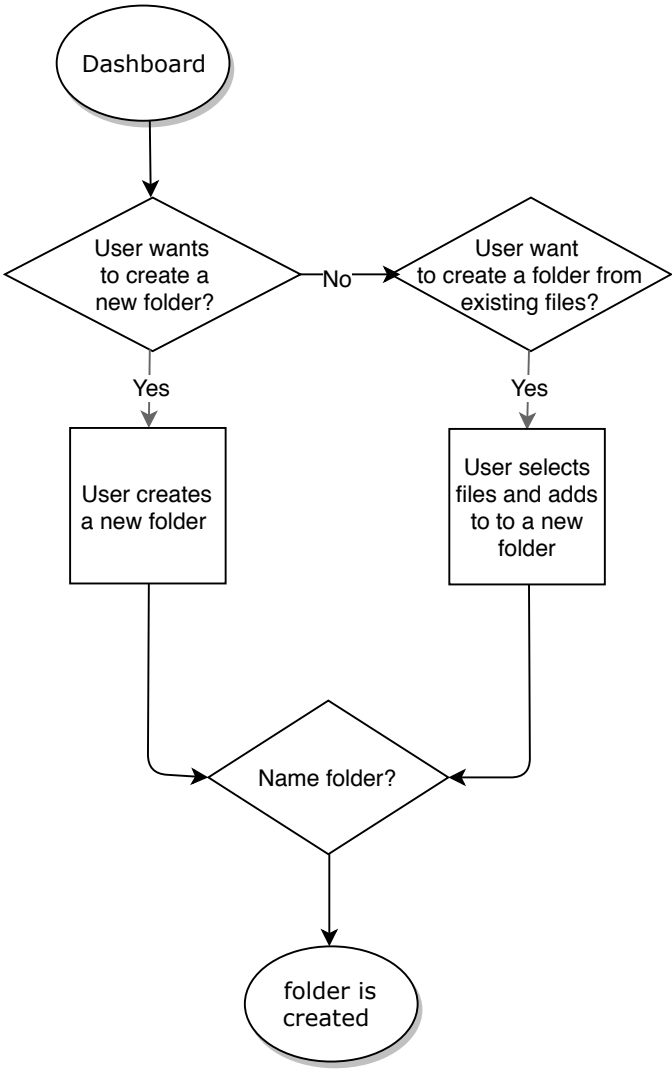 Dashboard
User wants
to create a
new folder?
No
User want
to create a folder from
existing files?
Yes
Yes
User creates
a new folder
User selects
files and adds
to to a new
folder
Name folder?
folder is
created